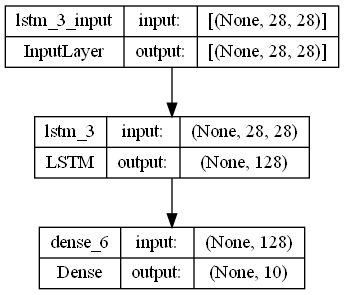 lstm_3_input input: [(None, 28, 28)]
InputLayer output: [(None, 28, 28)]
lstm_3 input: (None, 28, 28)
LSTM output: (None, 128)
dense_6 input: (None, 128)
Dense output: (None, 10)